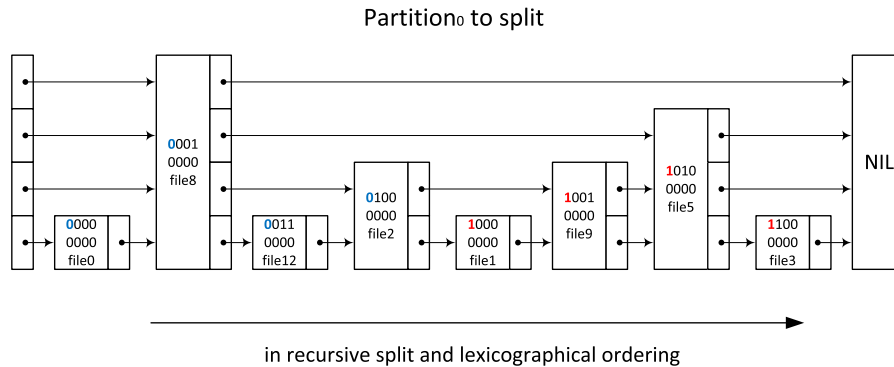 Partition₀ to split
0000
0000
file0
0001
0000
file8
0011
0000
file12
0100
0000
file2
1000
0000
file1
1001
0000
file9
1010
0000
file5
1100
0000
file3
NIL
in recursive split and lexicographical ordering